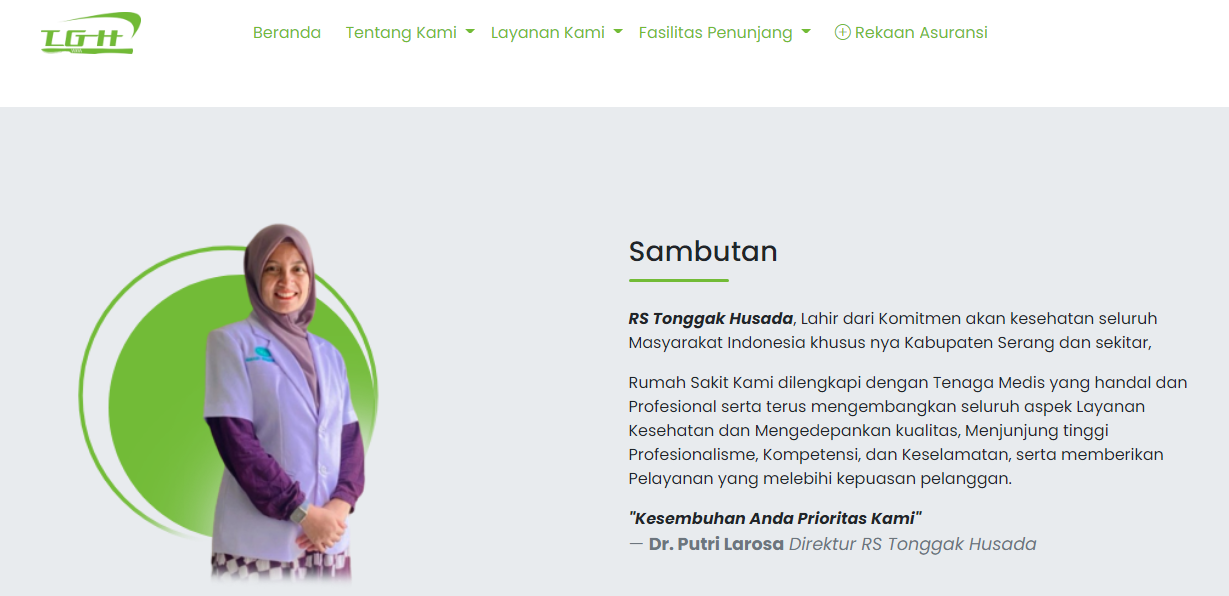 TGH
Beranda Tentang Kami Layanan Kami Fasilitas Penunjang Rekaan Asuransi
Sambutan
RS Tonggak Husada, Lahir dari Komitmen akan kesehatan seluruh
Masyarakat Indonesia khusus nya Kabupaten Serang dan sekitar,
Rumah Sakit Kami dilengkapi dengan Tenaga Medis yang handal dan
Profesional serta terus mengembangkan seluruh aspek Layanan
Kesehatan dan Mengedepankan kualitas, Menjunjung tinggi
Profesionalisme, Kompetensi, dan Keselamatan, serta memberikan
Pelayanan yang melebihi kepuasan pelanggan.
"Kesembuhan Anda Prioritas Kami"
— Dr. Putri Larosa Direktur RS Tonggak Husada